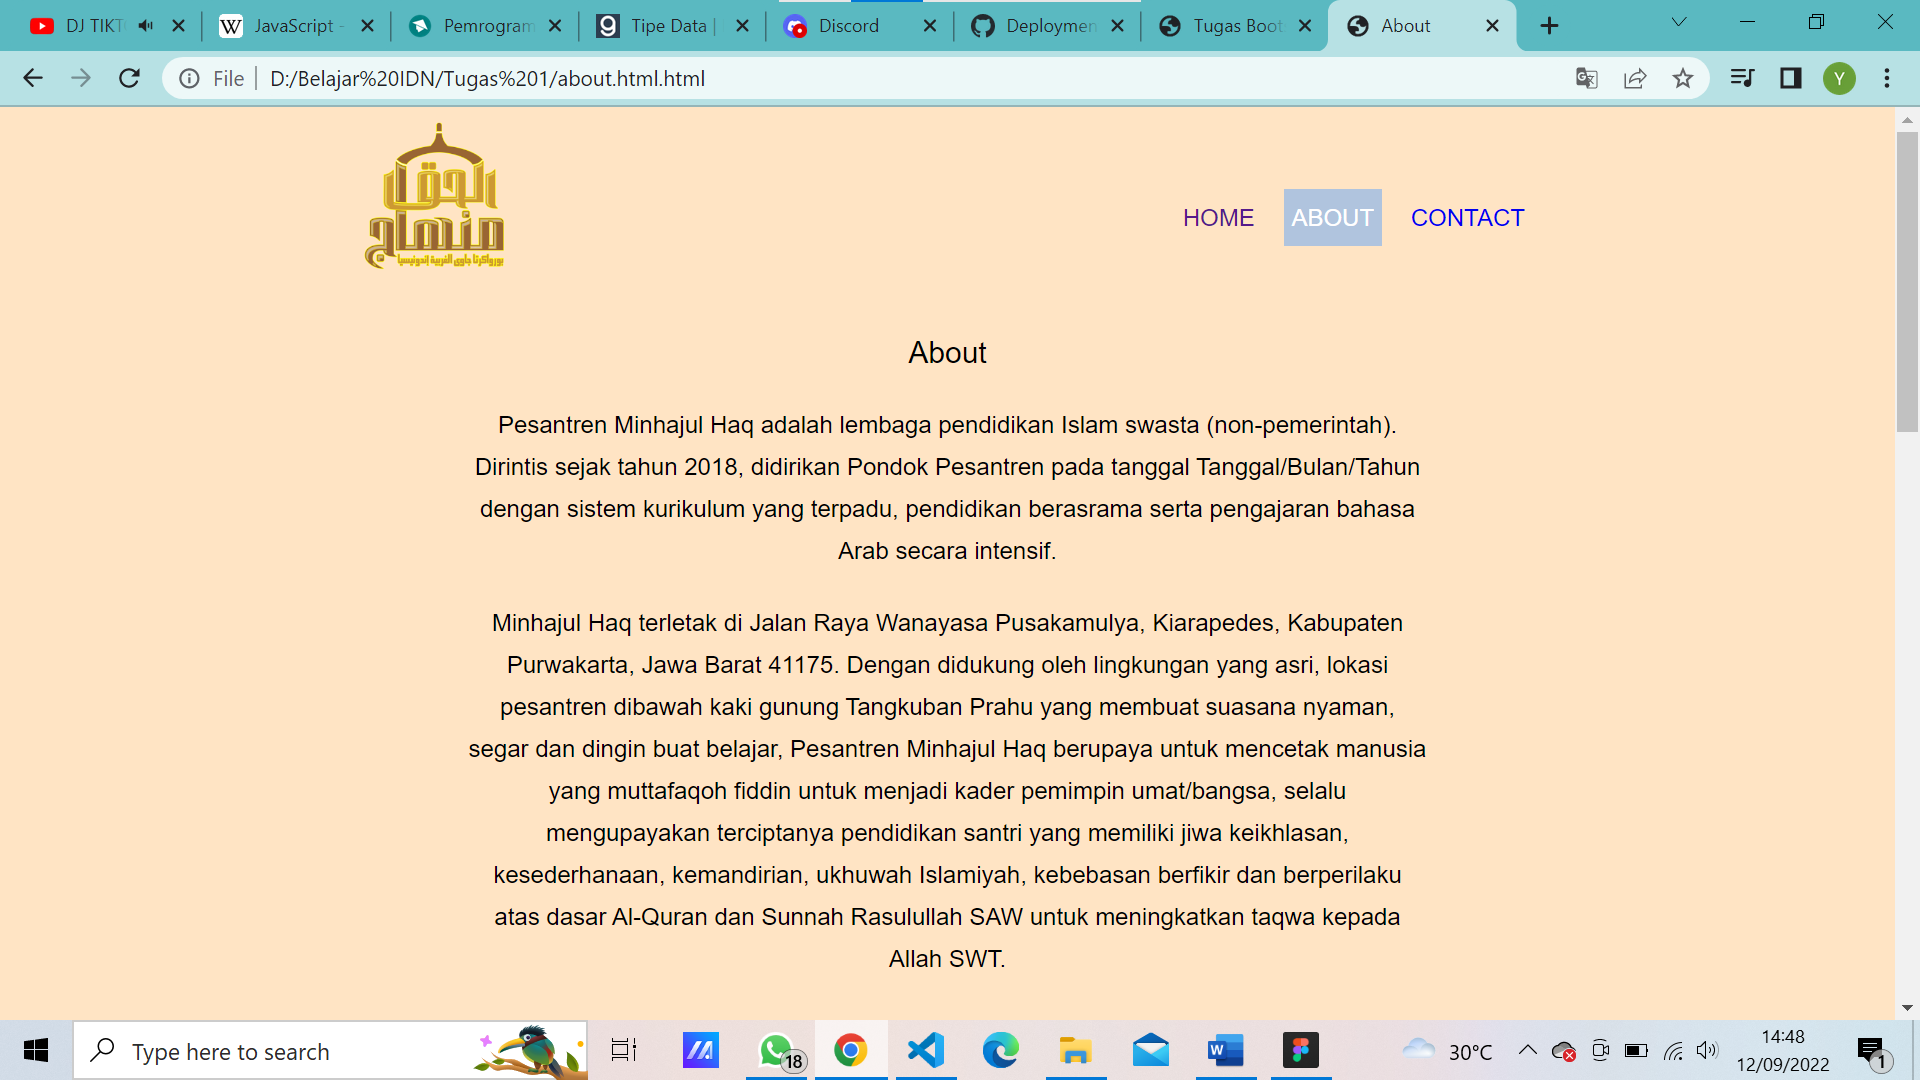 DJ TIKT
JavaScript -
Pemrogram
Tipe Data |
Discord
Deploymen
Tugas Boot
About
File
D:/Belajar%20IDN/Tugas%201/about.html.html
Y
الحق
منهاج
بورواكرتا جاوى الغربية إندونيسيا
HOME
ABOUT
CONTACT
About
Pesantren Minhajul Haq adalah lembaga pendidikan Islam swasta (non-pemerintah).
Dirintis sejak tahun 2018, didirikan Pondok Pesantren pada tanggal Tanggal/Bulan/Tahun
dengan sistem kurikulum yang terpadu, pendidikan berasrama serta pengajaran bahasa
Arab secara intensif.
Minhajul Haq terletak di Jalan Raya Wanayasa Pusakamulya, Kiarapedes, Kabupaten
Purwakarta, Jawa Barat 41175. Dengan didukung oleh lingkungan yang asri, lokasi
pesantren dibawah kaki gunung Tangkuban Prahu yang membuat suasana nyaman,
segar dan dingin buat belajar, Pesantren Minhajul Haq berupaya untuk mencetak manusia
yang muttafaqoh fiddin untuk menjadi kader pemimpin umat/bangsa, selalu
mengupayakan terciptanya pendidikan santri yang memiliki jiwa keikhlasan,
kesederhanaan, kemandirian, ukhuwah Islamiyah, kebebasan berfikir dan berperilaku
atas dasar Al-Quran dan Sunnah Rasulullah SAW untuk meningkatkan taqwa kepada
Allah SWT.
Type here to search
18
30°C
14:48
12/09/2022
1